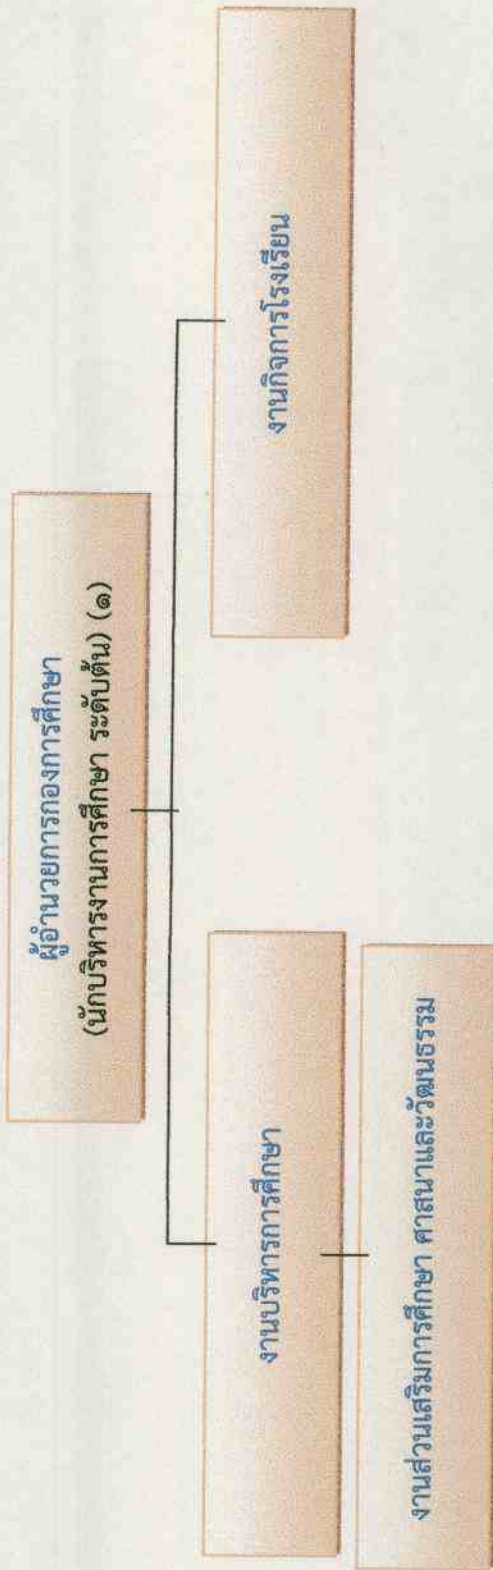 ผู้อำนวยการกองการศึกษา
(นักบริหารงานการศึกษา ระดับต้น) (๑)
งานบริหารการศึกษา
งานกิจการโรงเรียน
งานส่วนเสริมการศึกษา ศาสนาและวัฒนธรรม